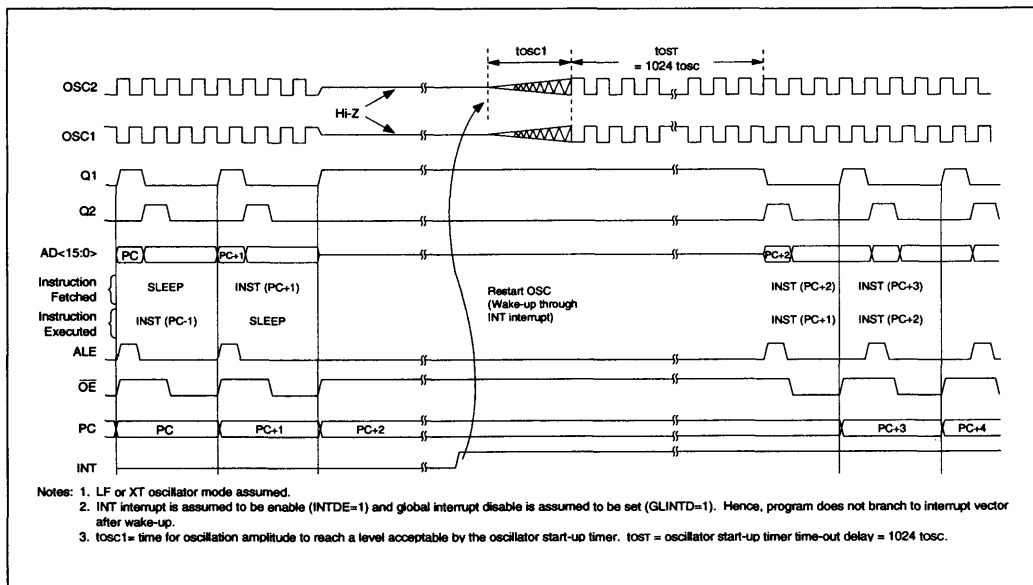 tOSC1
tOST
= 1024 tosc
OSC2
Hi-Z
OSC1
Q1
Q2
AD<15:0>
PC
PC+1
PC+2
Instruction
Fetched
SLEEP
INST (PC+1)
Restart OSC
(Wake-up through
INT interrupt)
INST (PC+2)
INST (PC+3)
Instruction
Executed
INST (PC-1)
SLEEP
INST (PC+1)
INST (PC+2)
ALE
OE
PC
PC
PC+1
PC+2
PC+3
PC+4
INT
Notes: 1. LF or XT oscillator mode assumed.
2. INT interrupt is assumed to be enable (INTDE=1) and global interrupt disable is assumed to be set (GLINTD=1). Hence, program does not branch to interrupt vector
after wake-up.
3. tosc1= time for oscillation amplitude to reach a level acceptable by the oscillator start-up timer. tOST = oscillator start-up timer time-out delay = 1024 tosc.